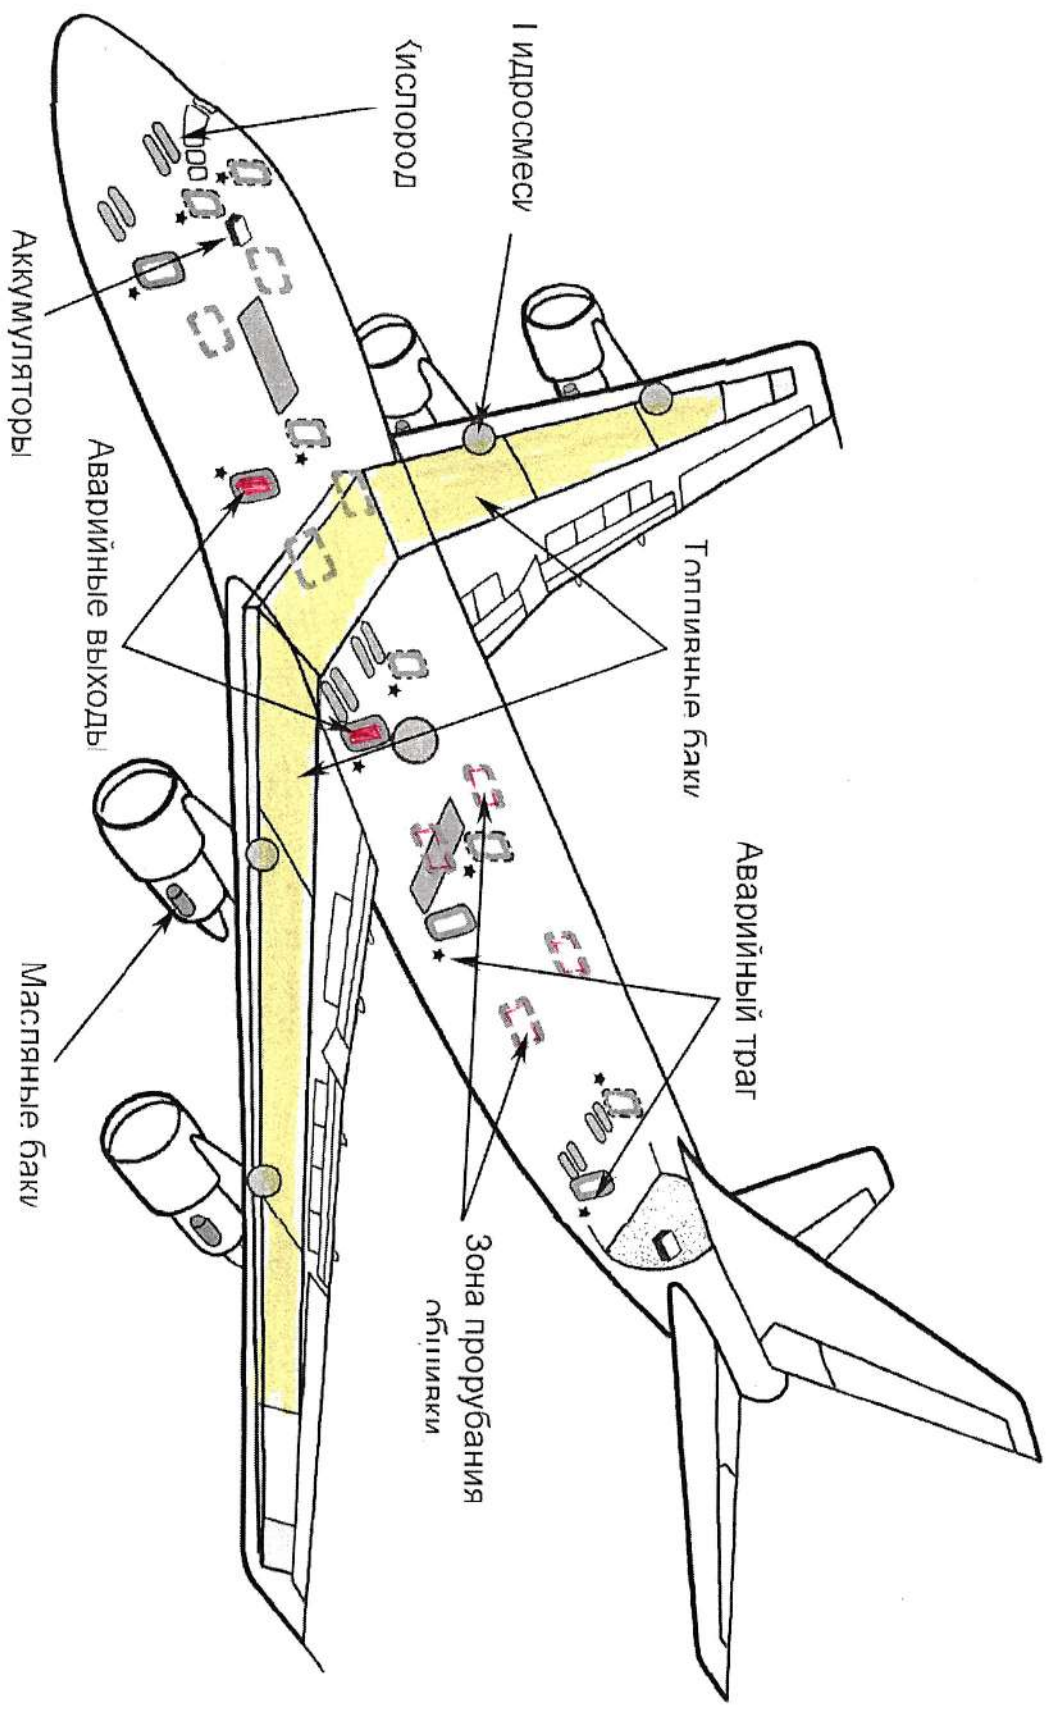 Аварийный трап
Топливные баки
Гидросмесь
Зона прорубания
обшивки
Кислород
Аварийные выходы
Масляные баки
Аккумуляторы